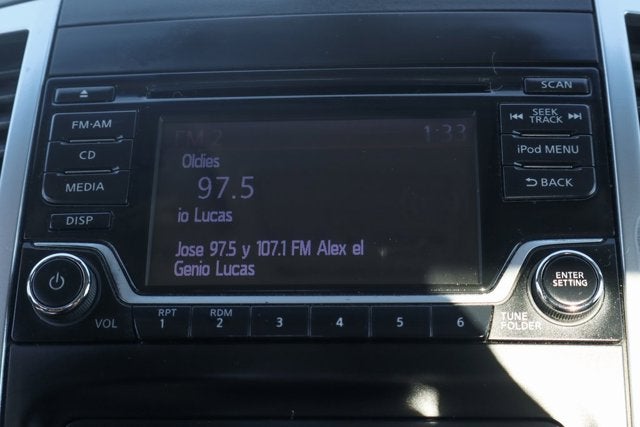 SCAN
FM·AM
SEEK
TRACK
CD
iPod MENU
MEDIA
BACK
DISP
FM 2
1:33
Oldies
97.5
io Lucas
Jose 97.5 y 107.1 FM Alex el
Genio Lucas
VOL
RPT
1
RDM
2
3
4
5
6
ENTER
SETTING
TUNE
FOLDER